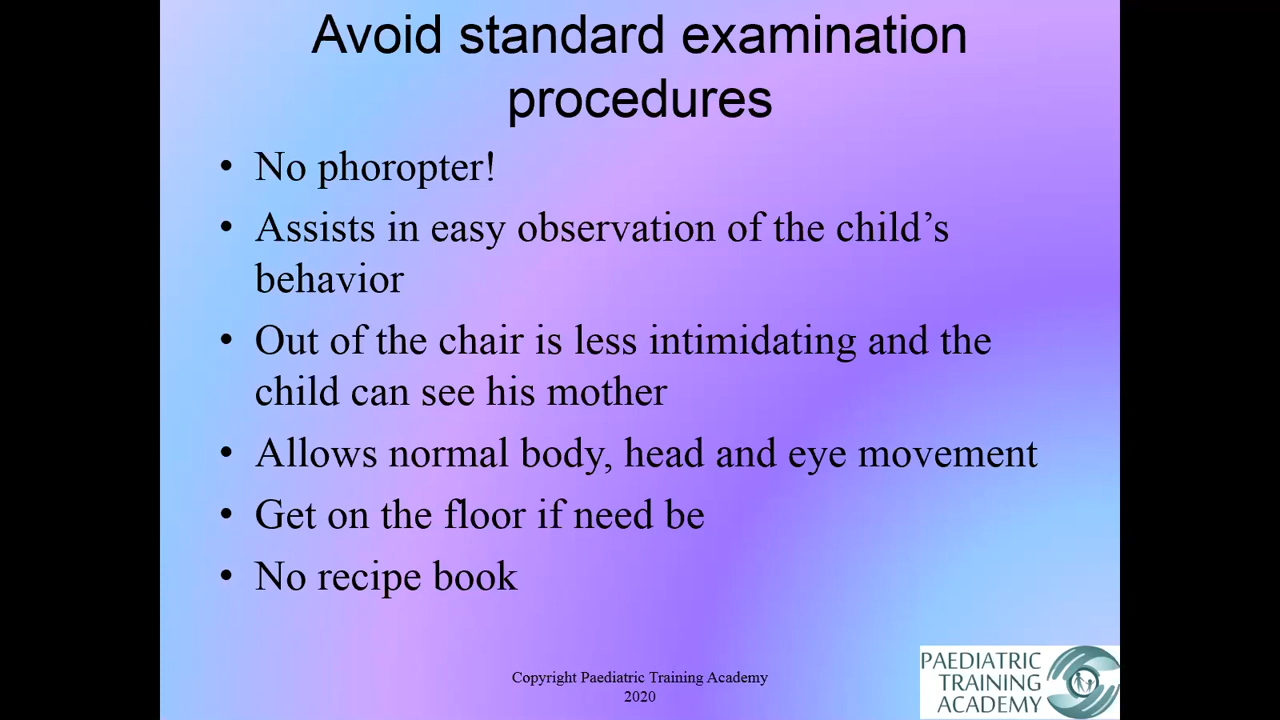 Avoid standard examination
procedures
• No phoropter!
• Assists in easy observation of the child’s
behavior
• Out of the chair is less intimidating and the
child can see his mother
• Allows normal body, head and eye movement
• Get on the floor if need be
• No recipe book
Copyright Paediatric Training Academy
2020
PAEDIATRIC
TRAINING
ACADEMY